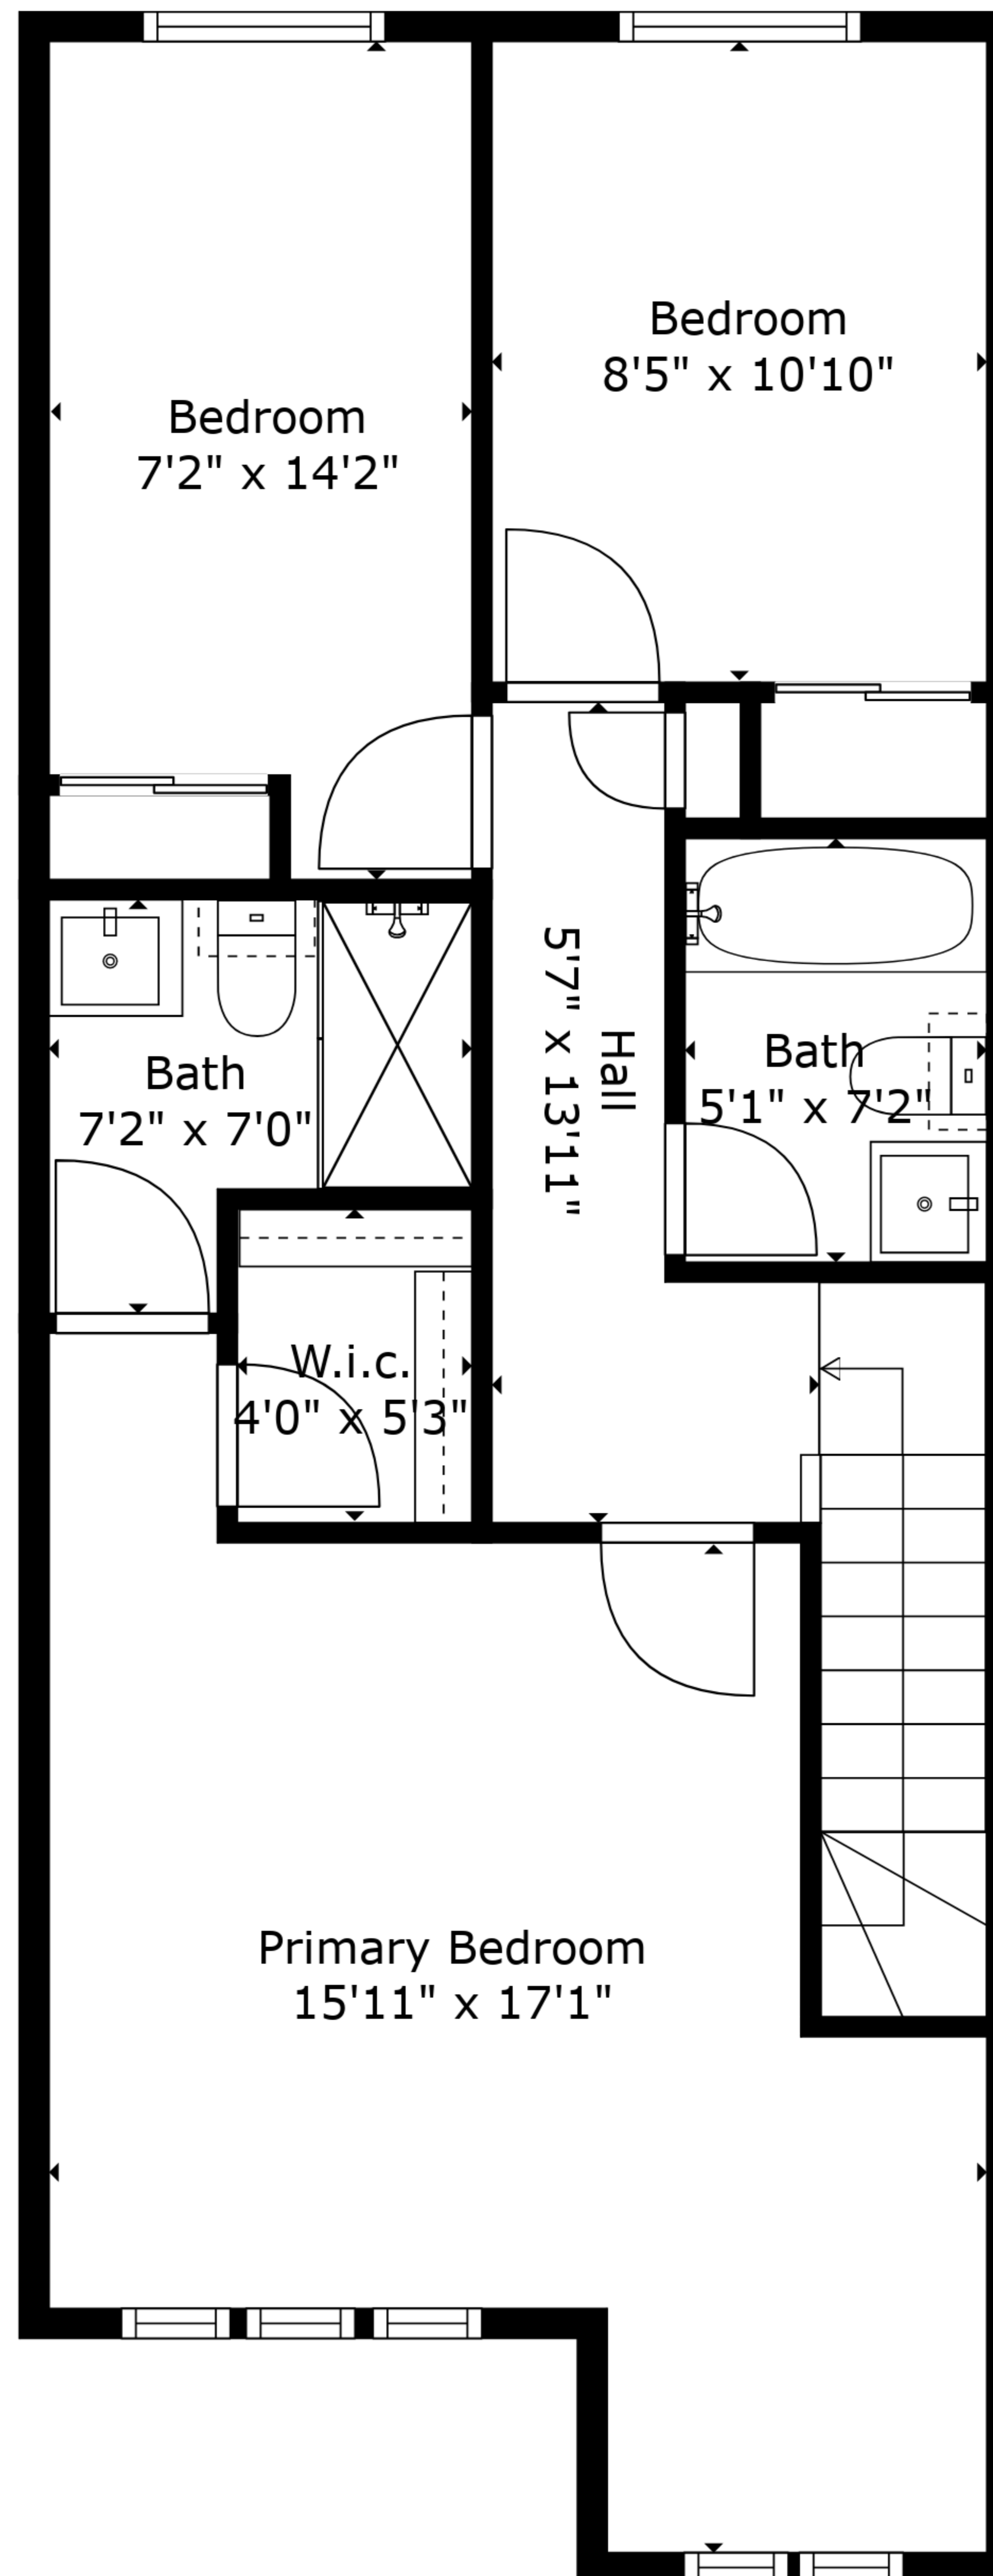 Bedroom
8'5" x 10'10"
Bedroom
7'2" x 14'2"
Hall
5'7" x 13'11"
Bath
5'1" x 7'2"
Bath
7'2" x 7'0"
W.i.c.
4'0" x 5'3"
Primary Bedroom
15'11" x 17'1"